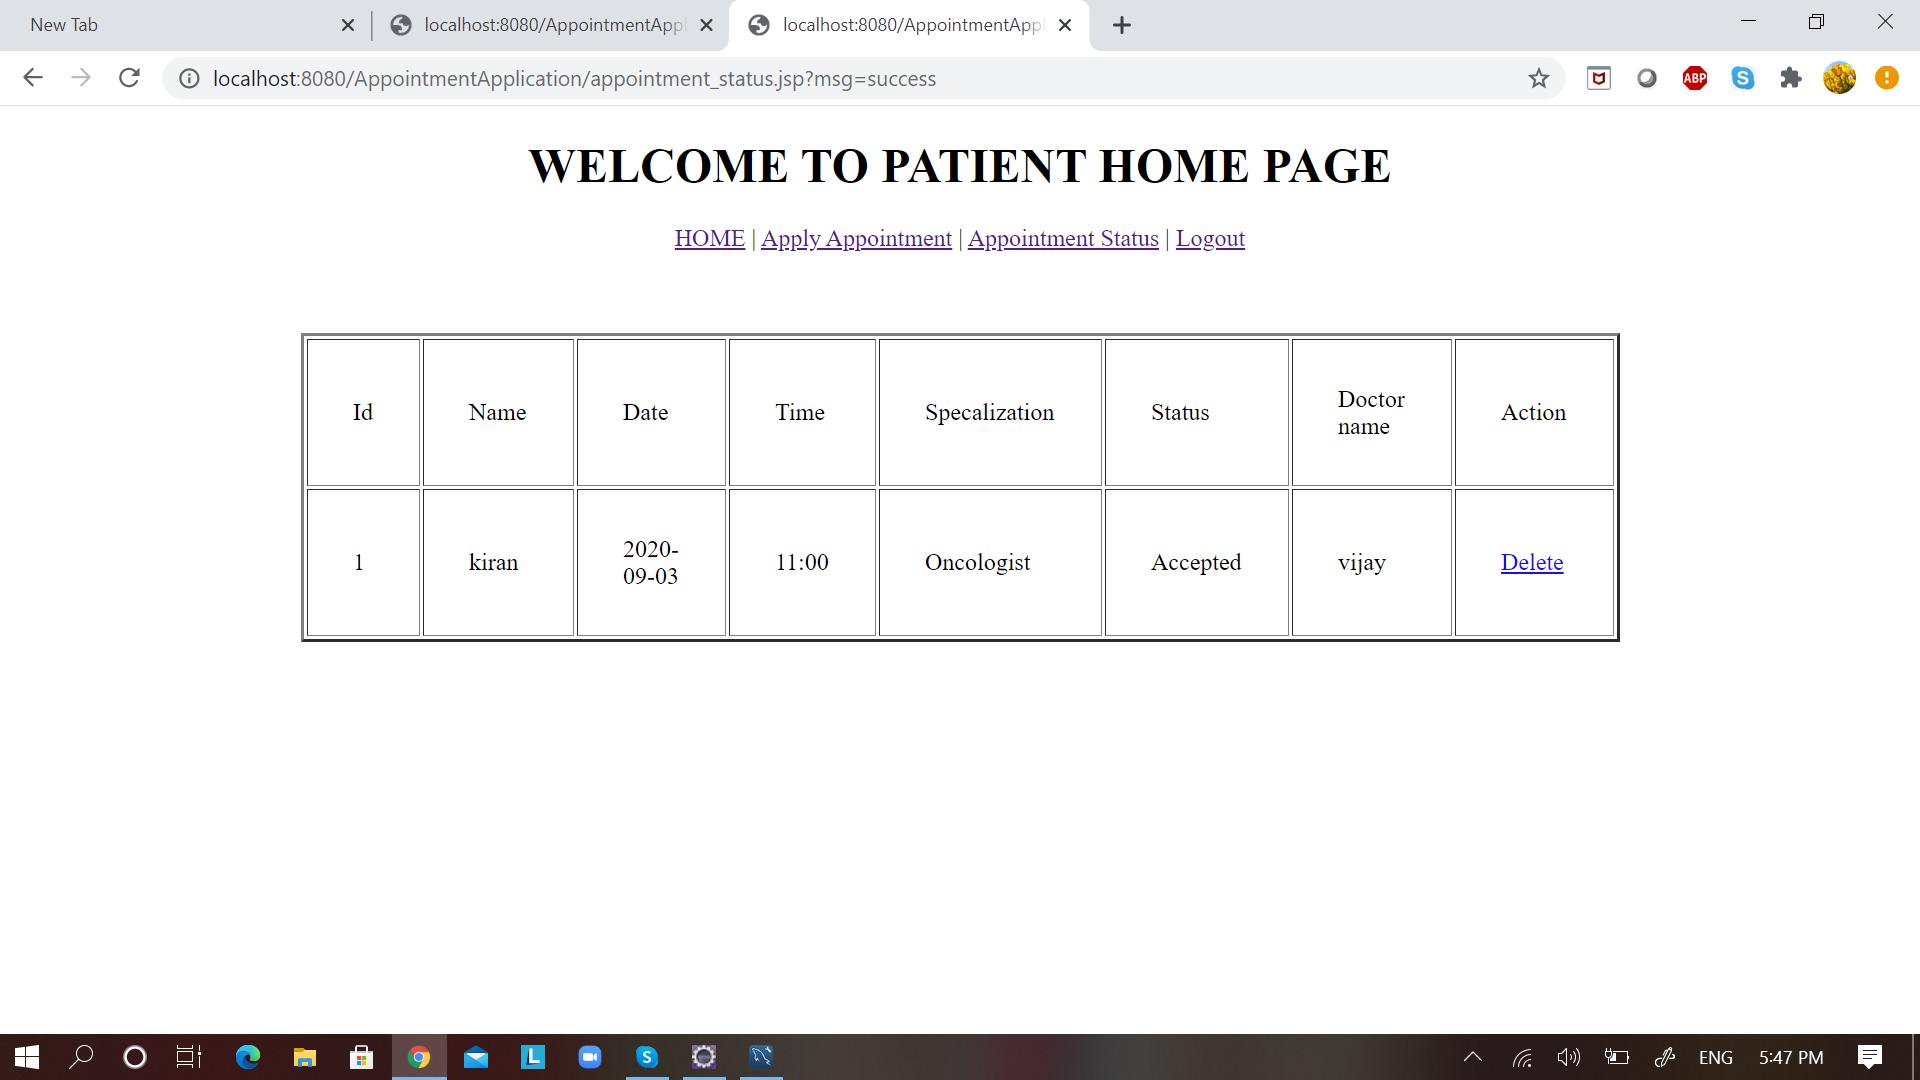 New Tab
localhost:8080/AppointmentAppl
localhost:8080/AppointmentAppl
localhost:8080/AppointmentApplication/appointment_status.jsp?msg=success
ABP
S
WELCOME TO PATIENT HOME PAGE
HOME | Apply Appointment | Appointment Status | Logout
Id
Name
Date
Time
Specalization
Status
Doctor
name
Action
1
kiran
2020-
09-03
11:00
Oncologist
Accepted
vijay
Delete
L
S
ENG
5:47 PM